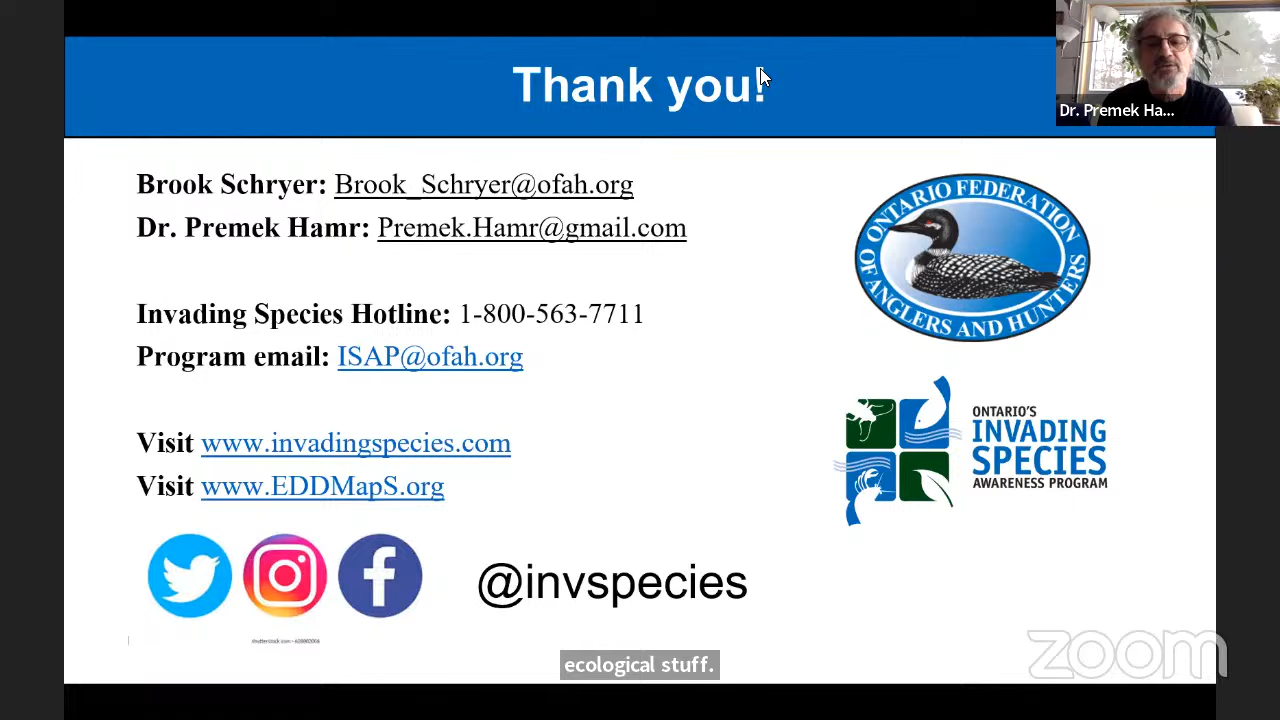 Thank you!
Dr. Premek Ha...
Brook Schryer: Brook_Schryer@ofah.org
Dr. Premek Hamr: Premek.Hamr@gmail.com
ONTARIO FEDERATION
OF ANGLERS AND HUNTERS
Invading Species Hotline: 1-800-563-7711
Program email: ISAP@ofah.org
ONTARIO'S
INVADING
SPECIES
AWARENESS PROGRAM
Visit www.invadingspecies.com
Visit www.EDDMapS.org
@invspecies
ecological stuff.
zoom